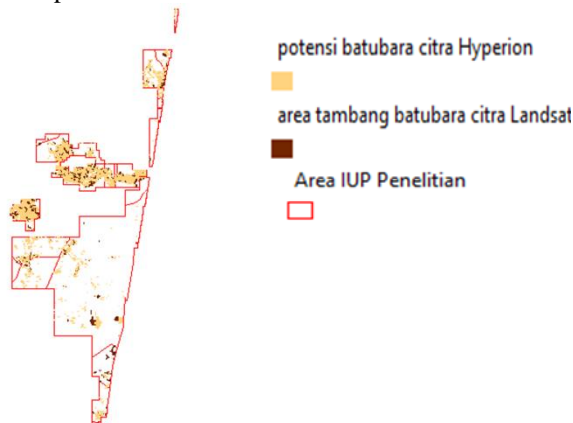 potensi batubara citra Hyperion
area tambang batubara citra Landsat
Area IUP Penelitian